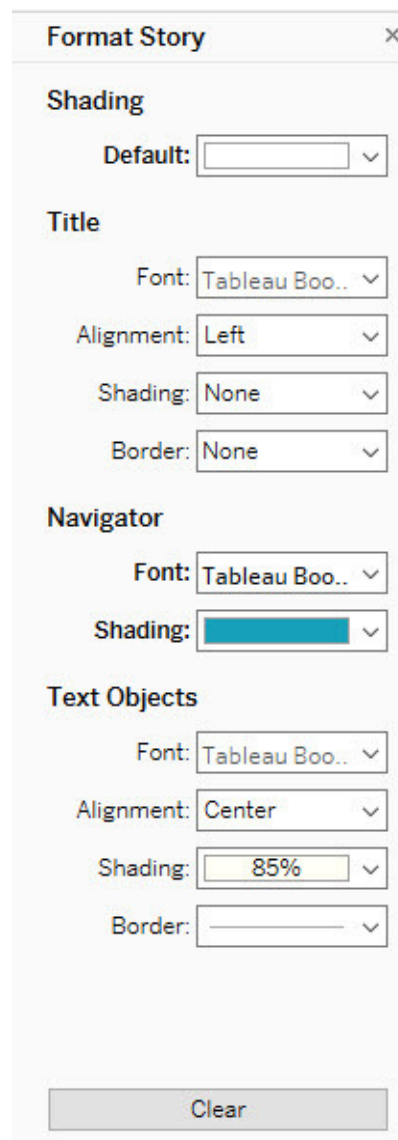 Format Story
Shading
Default:
Title
Font: Tableau Boo..
Alignment: Left
Shading: None
Border: None
Navigator
Font: Tableau Boo..
Shading:
Text Objects
Font: Tableau Boo..
Alignment: Center
Shading: 85%
Border:
Clear